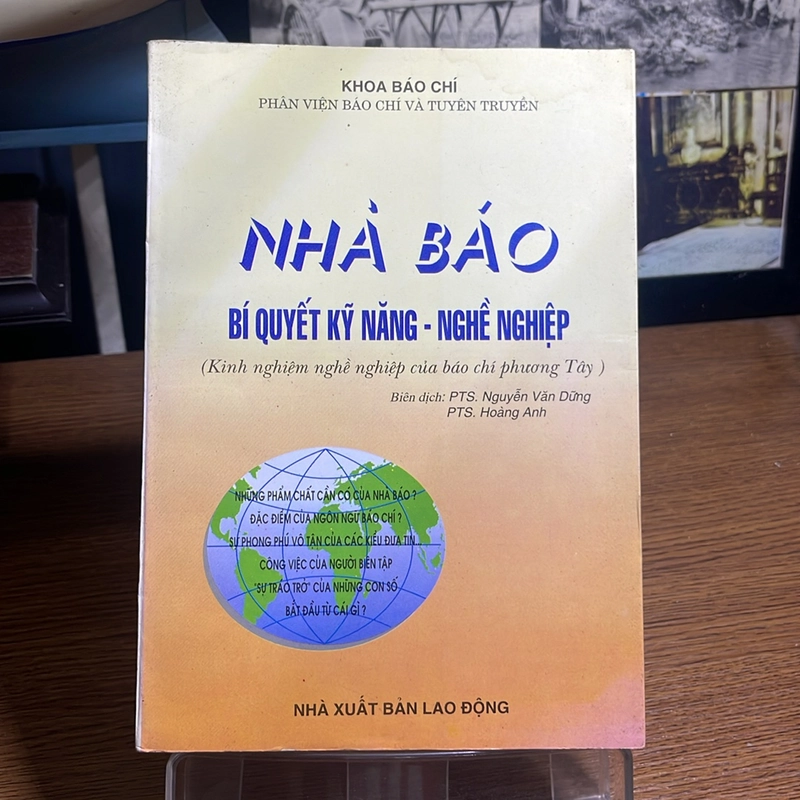 KHOA BÁO CHÍ
PHÂN VIỆN BÁO CHÍ VÀ TUYÊN TRUYỀN
NHÀ BÁO
BÍ QUYẾT KỸ NĂNG - NGHỀ NGHIỆP
(Kinh nghiệm nghề nghiệp của báo chí phương Tây )
Biên dịch: PTS. Nguyễn Văn Dững
PTS. Hoàng Anh
NHỮNG PHẨM CHẤT CẦN CÓ CỦA NHÀ BÁO ?
ĐẶC ĐIỂM CỦA NGÔN NGỮ BÁO CHÍ ?
SỰ PHONG PHÚ VÔ TẬN CỦA CÁC KIỂU ĐƯA TIN...
CÔNG VIỆC CỦA NGƯỜI BIÊN TẬP
"SỰ TRÁO TRỞ" CỦA NHỮNG CON SỐ
BẮT ĐẦU TỪ CÁI GÌ ?
NHÀ XUẤT BẢN LAO ĐỘNG